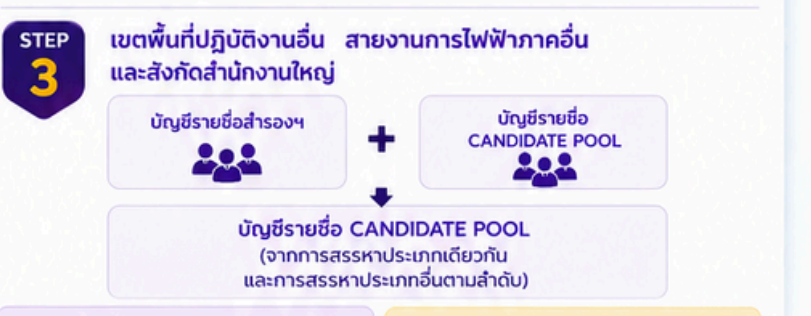 STEP
3
เขตพื้นที่ปฏิบัติงานอื่น สายงานการไฟฟ้าภาคอื่น
และสังกัดสำนักงานใหญ่
บัญชีรายชื่อสำรองฯ
+
บัญชีรายชื่อ
CANDIDATE POOL
บัญชีรายชื่อ CANDIDATE POOL
(จากการสรรหาประเภทเดียวกัน
และการสรรหาประเภทอื่นตามลำดับ)